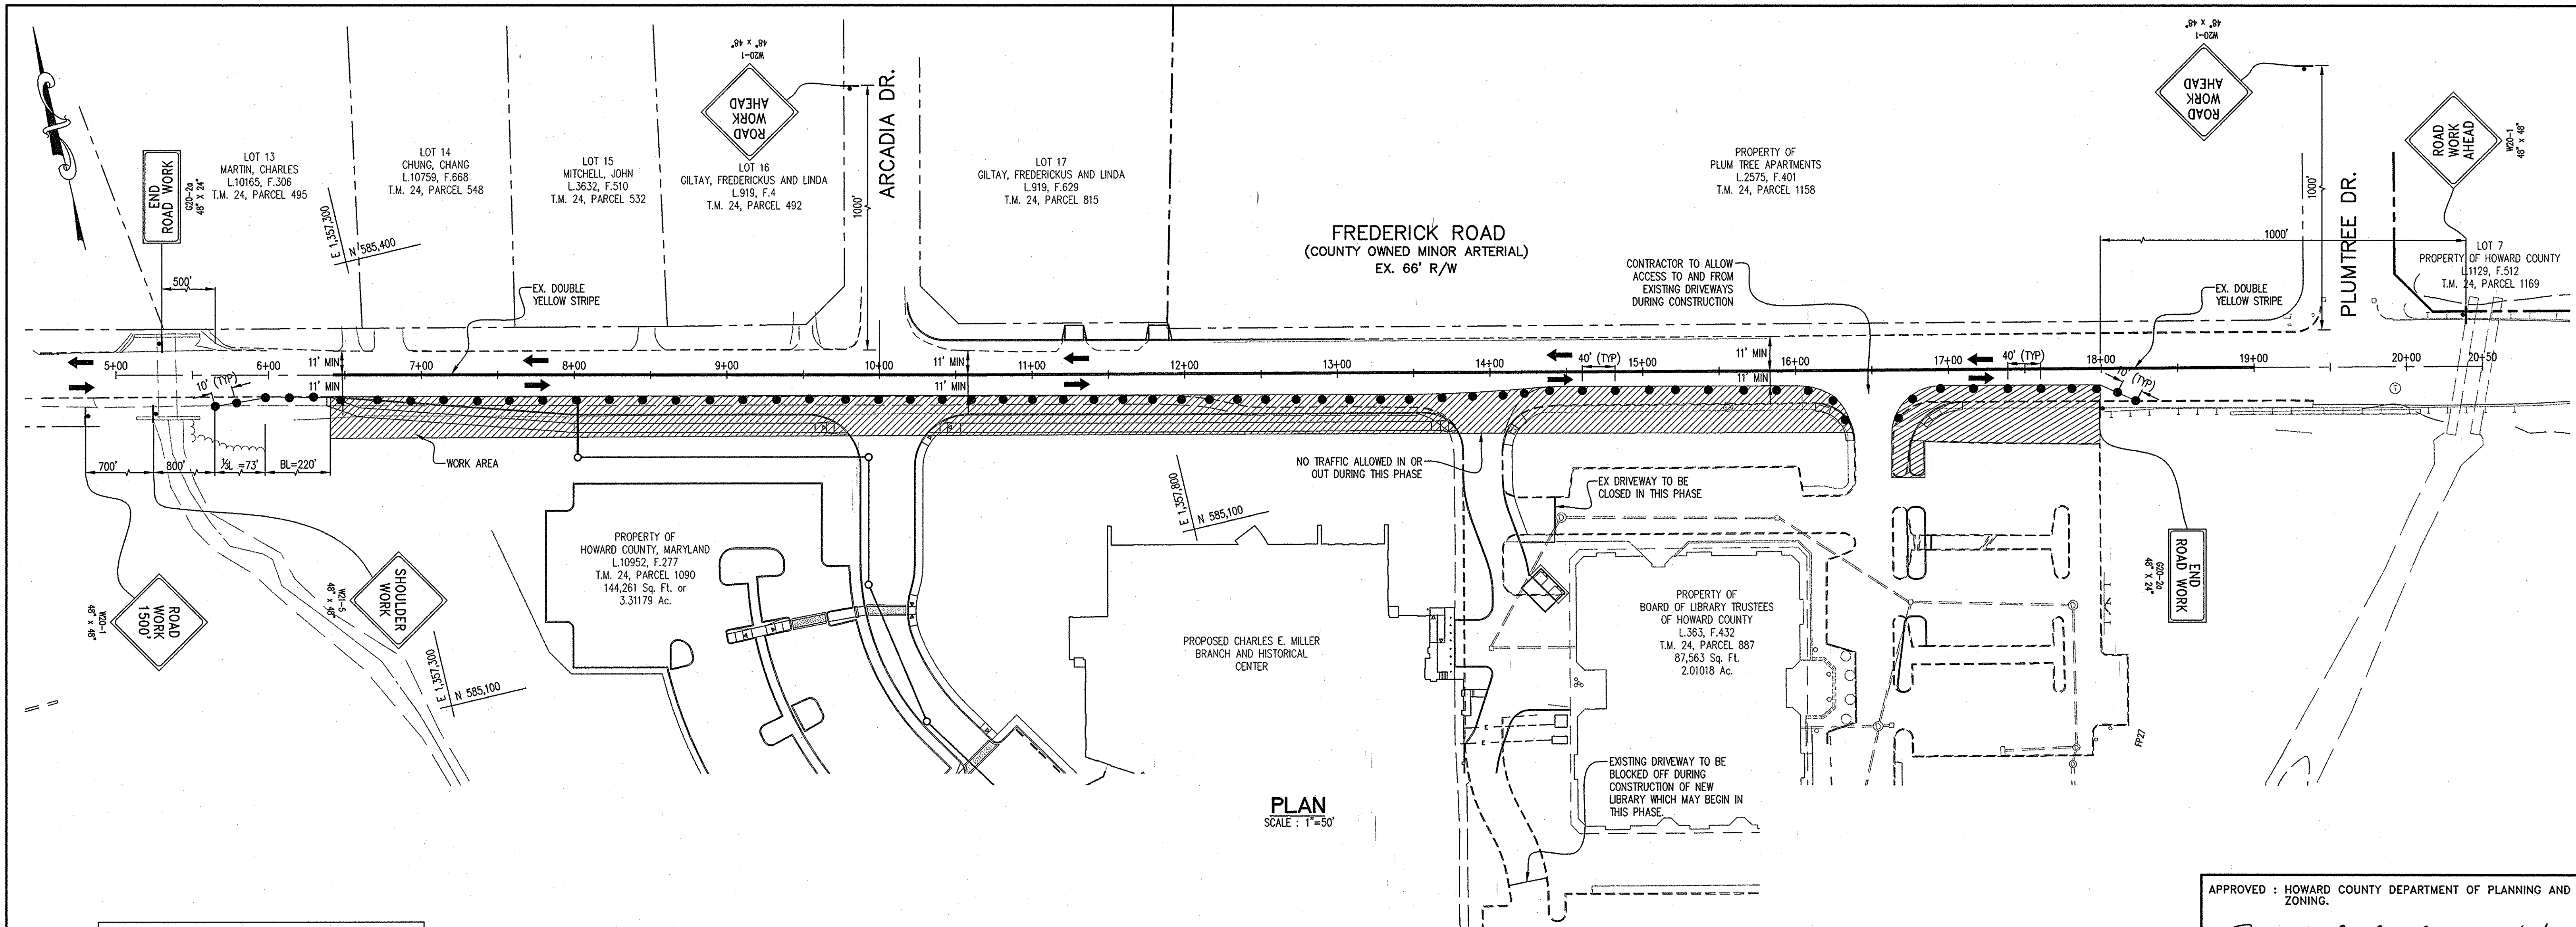 W20-1
48" X 48"
ROAD
WORK
AHEAD
ARCADIA DR.
1000'
W20-1
48" X 48"
ROAD
WORK
AHEAD
1000'
PLUMTREE DR.
ROAD
WORK
AHEAD
W20-1
48" X 48"
END
ROAD WORK
G20-2a
48" X 24"
LOT 13
MARTIN, CHARLES
L.10165, F.306
T.M. 24, PARCEL 495
LOT 14
CHUNG, CHANG
L.10759, F.668
T.M. 24, PARCEL 548
LOT 15
MITCHELL, JOHN
L.3632, F.510
T.M. 24, PARCEL 532
LOT 16
GILTAY, FREDERICKUS AND LINDA
L.919, F.4
T.M. 24, PARCEL 492
LOT 17
GILTAY, FREDERICKUS AND LINDA
L.919, F.629
T.M. 24, PARCEL 815
PROPERTY OF
PLUM TREE APARTMENTS
L.2575, F.401
T.M. 24, PARCEL 1158
E 1,357,300
N 585,400
FREDERICK ROAD
(COUNTY OWNED MINOR ARTERIAL)
EX. 66' R/W
CONTRACTOR TO ALLOW
ACCESS TO AND FROM
EXISTING DRIVEWAYS
DURING CONSTRUCTION
1000'
LOT 7
PROPERTY OF HOWARD COUNTY
L.1129, F.512
T.M. 24, PARCEL 1169
500'
EX. DOUBLE
YELLOW STRIPE
EX. DOUBLE
YELLOW STRIPE
5+00
6+00
7+00
8+00
9+00
10+00
11+00
12+00
13+00
14+00
15+00
16+00
17+00
18+00
19+00
20+00
20+50
11' MIN
11' MIN
11' MIN
11' MIN
11' MIN
11' MIN
40' (TYP)
40' (TYP)
10' (TYP)
10' (TYP)
T
700'
800'
⅓L =73'
BL=220'
WORK AREA
NO TRAFFIC ALLOWED IN OR
OUT DURING THIS PHASE
EX DRIVEWAY TO BE
CLOSED IN THIS PHASE
E 1,357,800
N 585,100
PROPERTY OF
HOWARD COUNTY, MARYLAND
L.10952, F.277
T.M. 24, PARCEL 1090
144,261 Sq. Ft. or
3.31179 Ac.
W20-1
48" X 48"
ROAD
WORK
1500'
W21-5
48" X 48"
SHOULDER
WORK
E 1,357,300
N 585,100
PROPOSED CHARLES E. MILLER
BRANCH AND HISTORICAL
CENTER
PROPERTY OF
BOARD OF LIBRARY TRUSTEES
OF HOWARD COUNTY
L.363, F.432
T.M. 24, PARCEL 887
87,563 Sq. Ft.
2.01018 Ac.
END
ROAD WORK
G20-2a
48" X 24"
E
E
FP27
EXISTING DRIVEWAY TO BE
BLOCKED OFF DURING
CONSTRUCTION OF NEW
LIBRARY WHICH MAY BEGIN IN
THIS PHASE.
PLAN
SCALE : 1"=50'
APPROVED : HOWARD COUNTY DEPARTMENT OF PLANNING AND
ZONING.